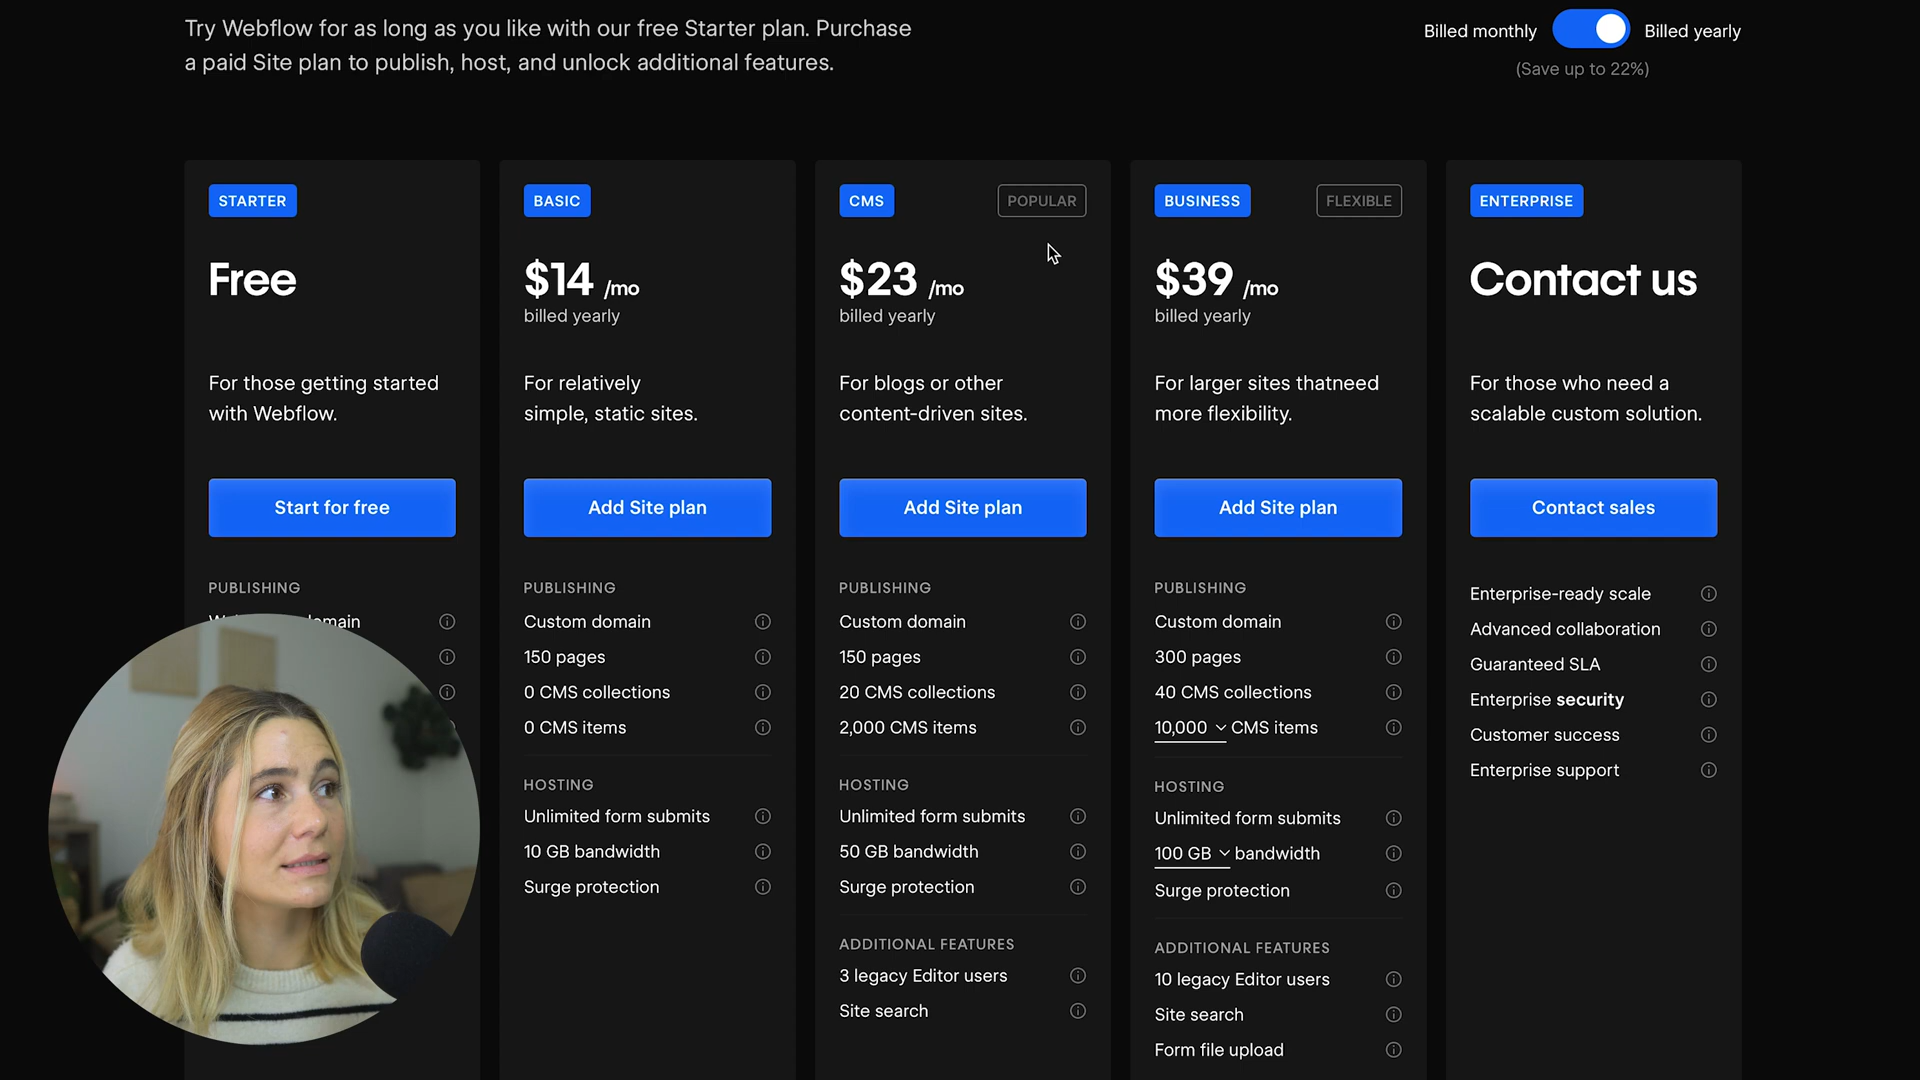 Try Webflow for as long as you like with our free Starter plan. Purchase
a paid Site plan to publish, host, and unlock additional features.
Billed monthly
Billed yearly
(Save up to 22%)
STARTER
Free
For those getting started
with Webflow.
Start for free
PUBLISHING
BASIC
$14 /mo
billed yearly
For relatively
simple, static sites.
Add Site plan
PUBLISHING
Custom domain
150 pages
0 CMS collections
0 CMS items
HOSTING
Unlimited form submits
10 GB bandwidth
Surge protection
CMS
POPULAR
$23 /mo
billed yearly
For blogs or other
content-driven sites.
Add Site plan
PUBLISHING
Custom domain
150 pages
20 CMS collections
2,000 CMS items
HOSTING
Unlimited form submits
50 GB bandwidth
Surge protection
ADDITIONAL FEATURES
3 legacy Editor users
Site search
BUSINESS
FLEXIBLE
$39 /mo
billed yearly
For larger sites thatneed
more flexibility.
Add Site plan
PUBLISHING
Custom domain
300 pages
40 CMS collections
10,000 CMS items
HOSTING
Unlimited form submits
100 GB bandwidth
Surge protection
ADDITIONAL FEATURES
10 legacy Editor users
Site search
Form file upload
ENTERPRISE
Contact us
For those who need a
scalable custom solution.
Contact sales
Enterprise-ready scale
Advanced collaboration
Guaranteed SLA
Enterprise security
Customer success
Enterprise support